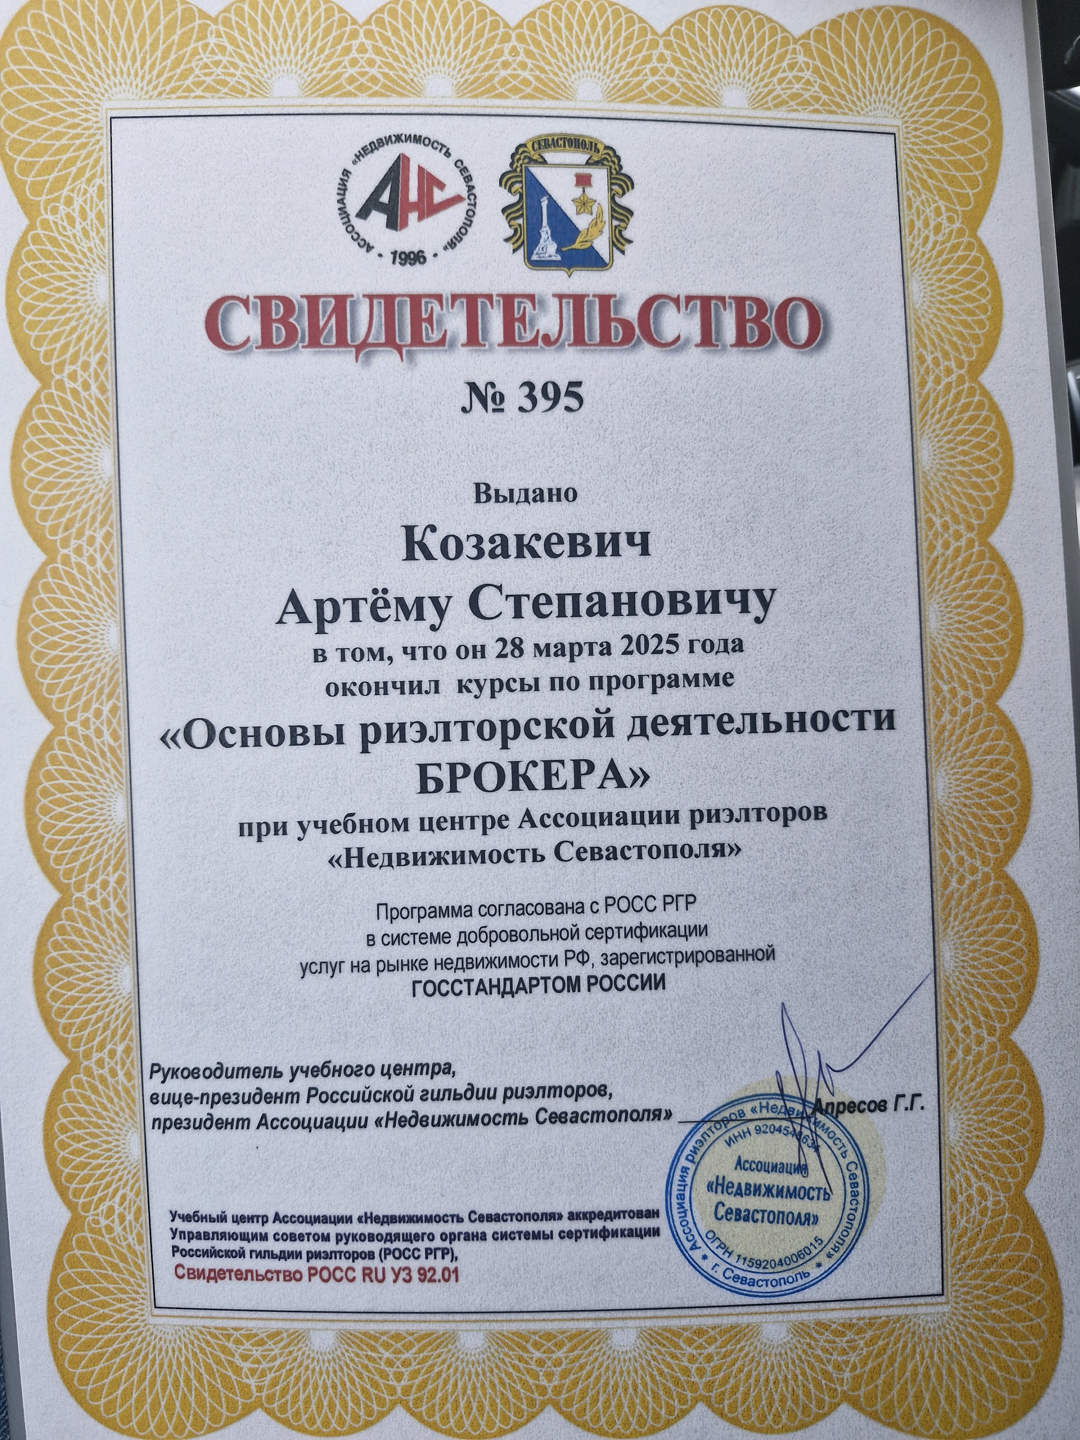 АССОЦИАЦИЯ «НЕДВИЖИМОСТЬ СЕВАСТОПОЛЯ»
АНС
• 1996 •
СЕВАСТОПОЛЬ
СВИДЕТЕЛЬСТВО
№ 395
Выдано
Козакевич
Артёму Степановичу
в том, что он 28 марта 2025 года
окончил курсы по программе
«Основы риэлторской деятельности
БРОКЕРА»
при учебном центре Ассоциации риэлторов
«Недвижимость Севастополя»
Программа согласована с РОСС РГР
в системе добровольной сертификации
услуг на рынке недвижимости РФ, зарегистрированной
ГОССТАНДАРТОМ РОССИИ
Руководитель учебного центра,
вице-президент Российской гильдии риэлторов,
президент Ассоциации «Недвижимость Севастополя» Апресов Г.Г.
Ассоциация риэлторов «Недвижимость Севастополя»
ИНН
Ассоциация
«Недвижимость
Севастополя»
ОГРН 1159204006015
* г. Севастополь *
Учебный центр Ассоциации «Недвижимость Севастополя» аккредитован
Управляющим советом руководящего органа системы сертификации
Российской гильдии риэлторов (РОСС РГР),
Свидетельство РОСС RU УЗ 92.01